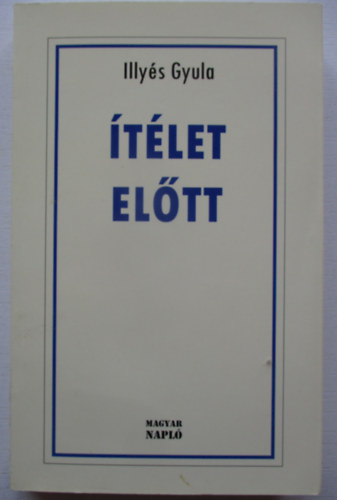 Illyés Gyula
ÍTÉLET
ELŐTT
MAGYAR
NAPLÓ